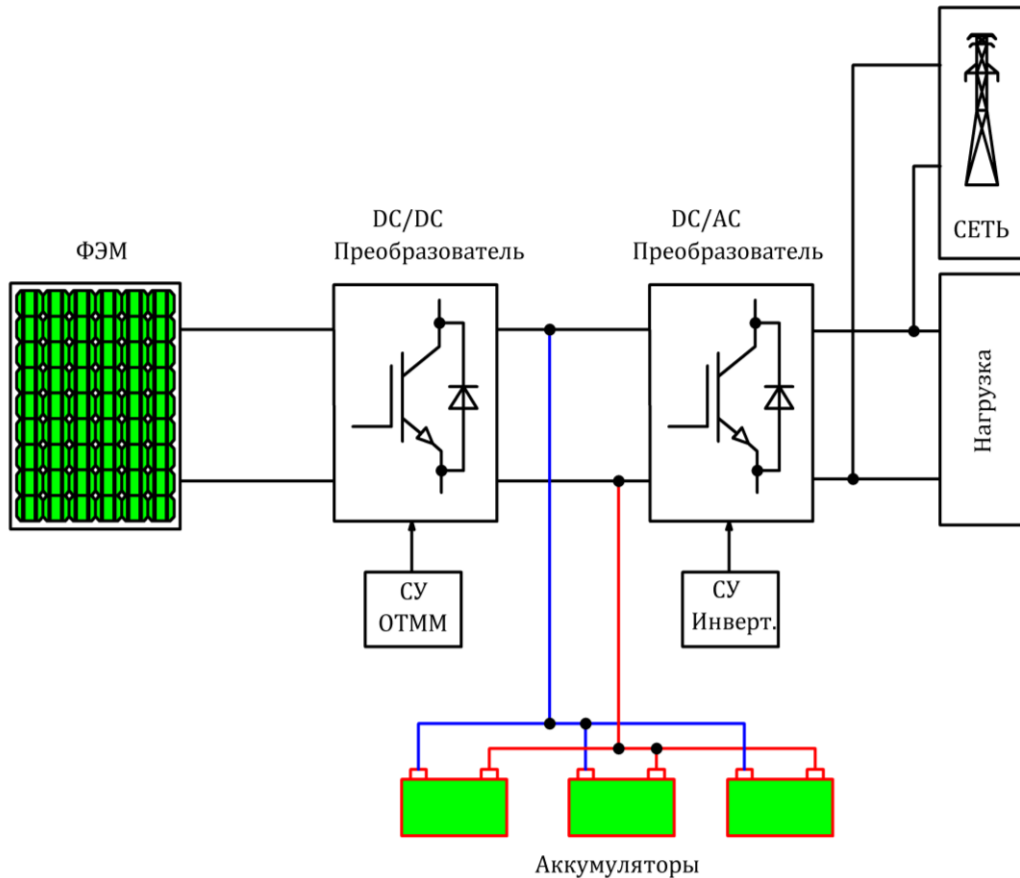 СЕТЬ
ФЭМ
DC/DC
Преобразователь
DC/AC
Преобразователь
Нагрузка
СУ
ОТММ
СУ
Инверт.
Аккумуляторы